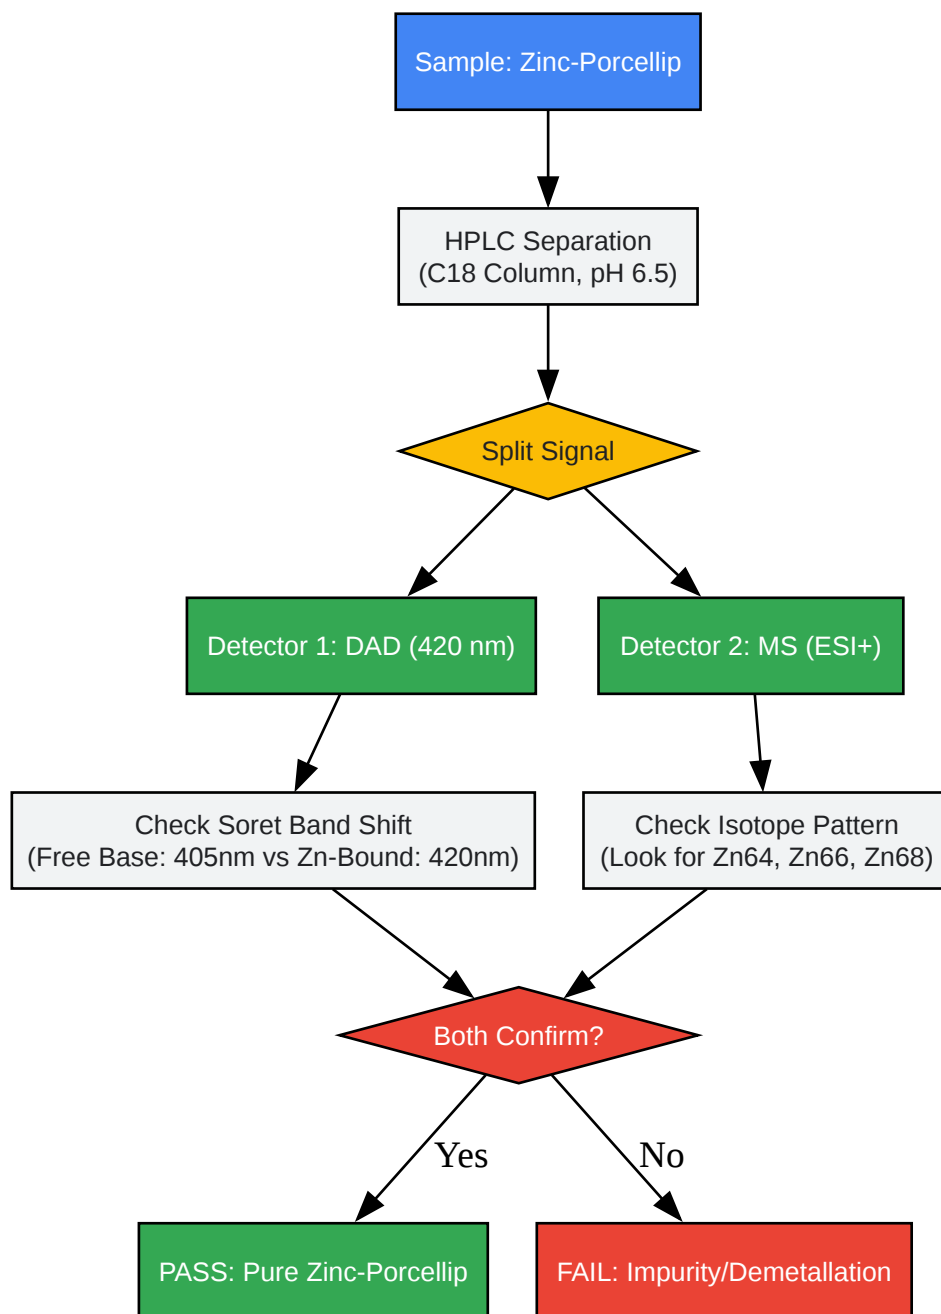 Sample: Zinc-Porcellip
HPLC Separation
(C18 Column, pH 6.5)
Split Signal
Detector 1: DAD (420 nm)
Detector 2: MS (ESI+)
Check Soret Band Shift
(Free Base: 405nm vs Zn-Bound: 420nm)
Check Isotope Pattern
(Look for Zn64, Zn66, Zn68)
Both Confirm?
Yes
No
PASS: Pure Zinc-Porcellip
FAIL: Impurity/Demetallation